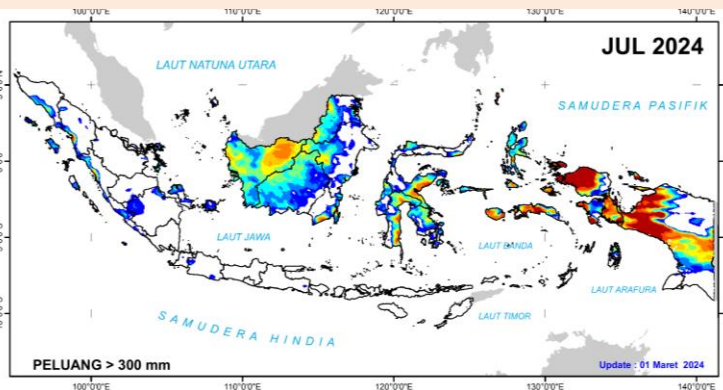 100°0'0"E 110°0'0"E 120°0'0"E 130°0'0"E 140°0'0"E
JUL 2024
LAUT NATUNA UTARA
SAMUDERA PASIFIK
LAUT JAWA
LAUT BANDA
LAUT ARAFURA
SAMUDERA HINDIA
LAUT TIMOR
PELUANG > 300 mm
Update : 01 Maret 2024
100°0'0"E 110°0'0"E 120°0'0"E 130°0'0"E 140°0'0"E